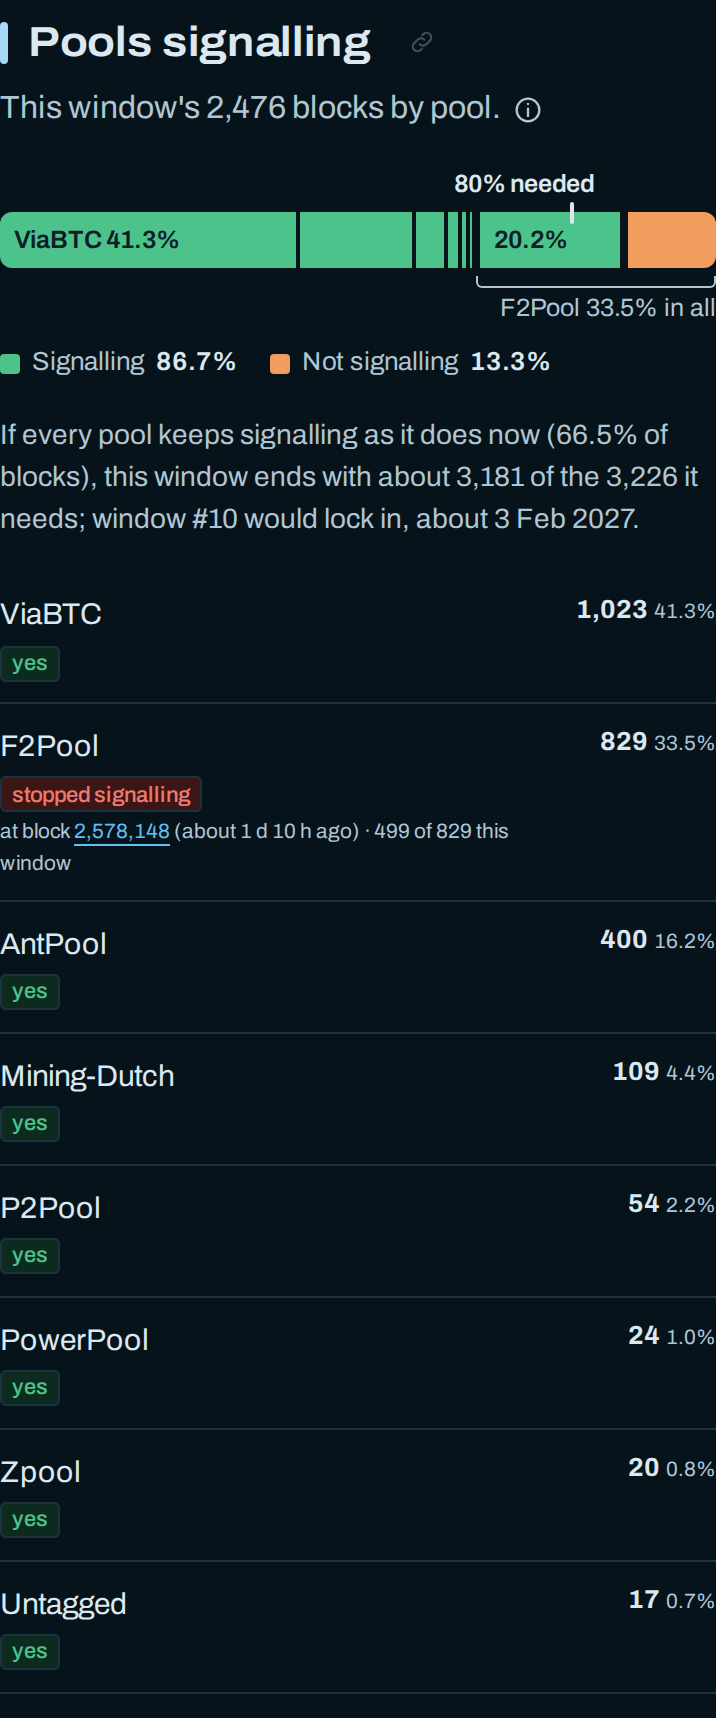 Pools signalling
This window's 2,476 blocks by pool.
80% needed
ViaBTC 41.3%
20.2%
F2Pool 33.5% in all
Signalling 86.7% Not signalling 13.3%
If every pool keeps signalling as it does now (66.5% of
blocks), this window ends with about 3,181 of the 3,226 it
needs; window #10 would lock in, about 3 Feb 2027.
ViaBTC 1,023 41.3%
yes
F2Pool 829 33.5%
stopped signalling
at block 2,578,148 (about 1 d 10 h ago) · 499 of 829 this
window
AntPool 400 16.2%
yes
Mining-Dutch 109 4.4%
yes
P2Pool 54 2.2%
yes
PowerPool 24 1.0%
yes
Zpool 20 0.8%
yes
Untagged 17 0.7%
yes